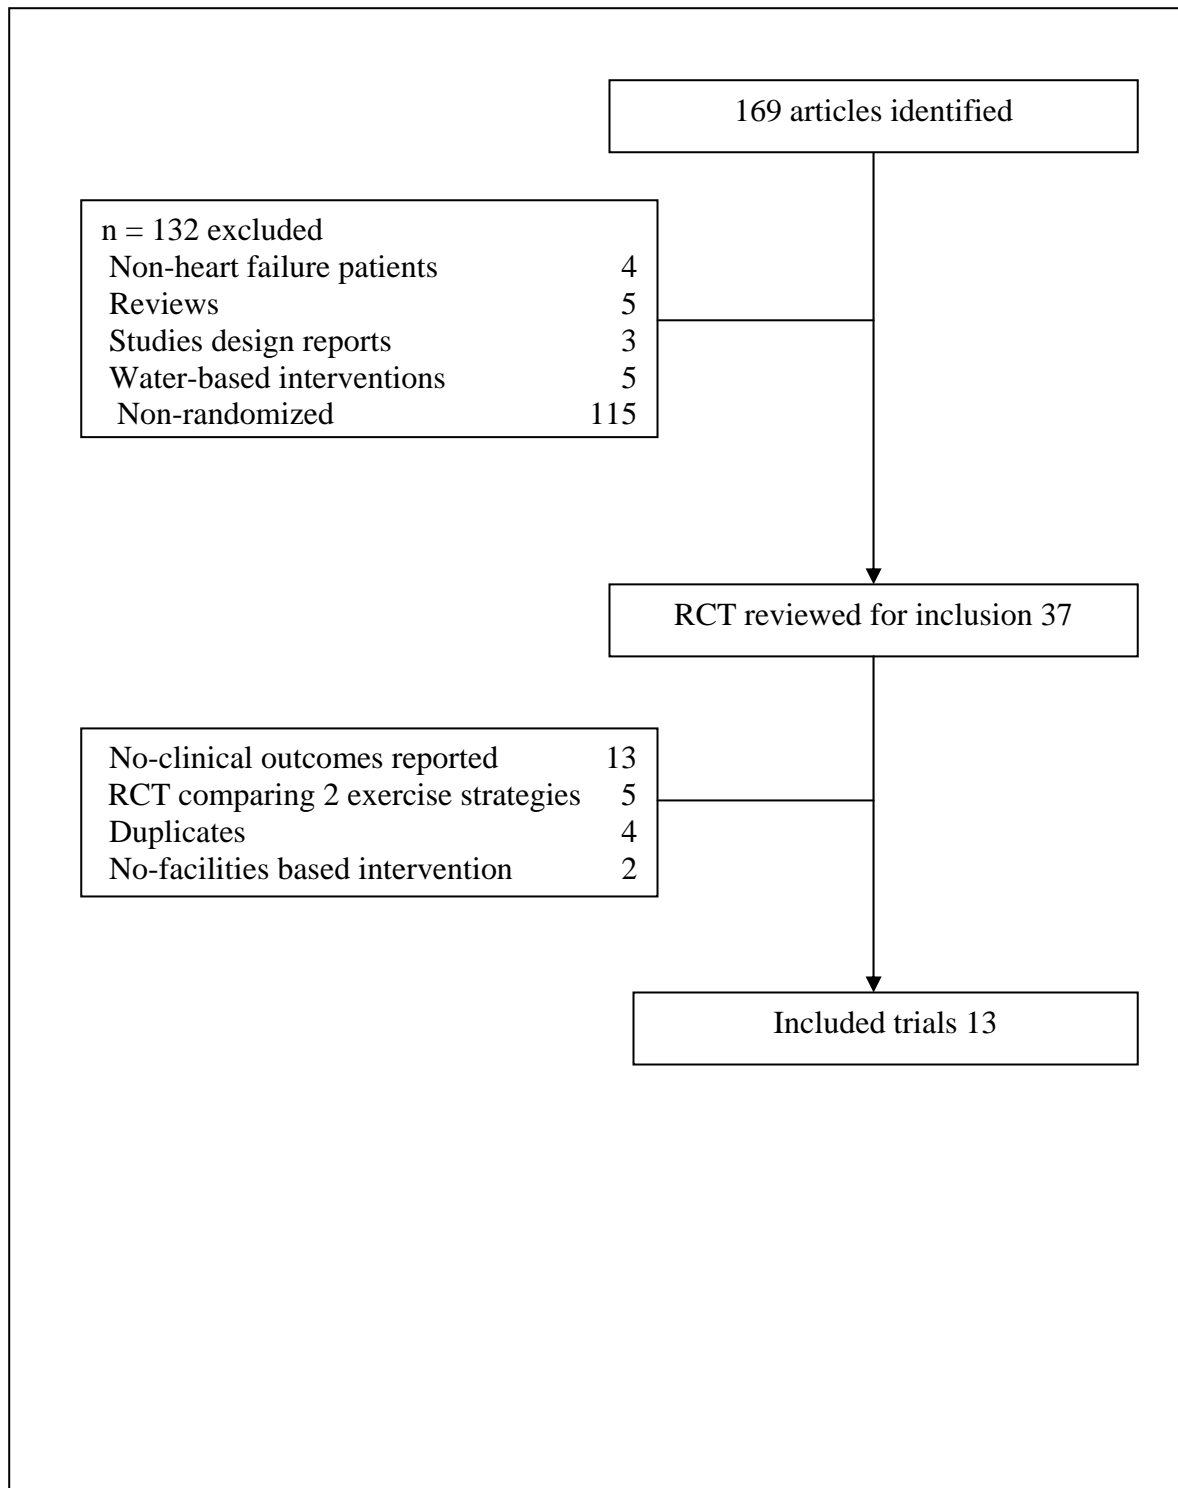 169 articles identified
n = 132 excluded
Non-heart failure patients 4
Reviews 5
Studies design reports 3
Water-based interventions 5
Non-randomized 115
RCT reviewed for inclusion 37
No-clinical outcomes reported 13
RCT comparing 2 exercise strategies 5
Duplicates 4
No-facilities based intervention 2
Included trials 13